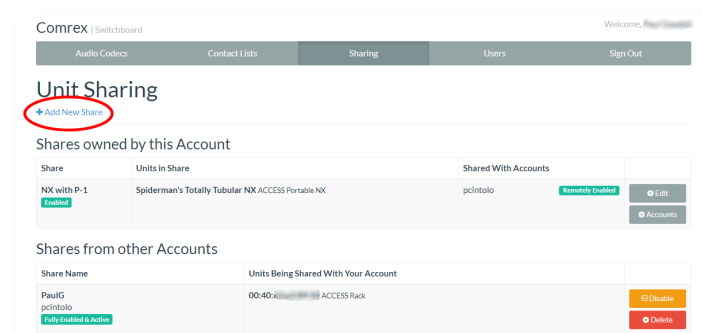 Comrex | Switchboard
Welcome,
Audio Codecs Contact Lists Sharing Users Sign Out
Unit Sharing
+ Add New Share
Shares owned by this Account
Share Units in Share Shared With Accounts
NX with P-1 Spiderman's Totally Tubular NX ACCESS Portable NX pcintolo Remotely Enabled Edit
Enabled
Accounts
Shares from other Accounts
Share Name Units Being Shared With Your Account
PaulG 00:40: ACCESS Rack Disable
pcintolo
Fully Enabled & Active Delete